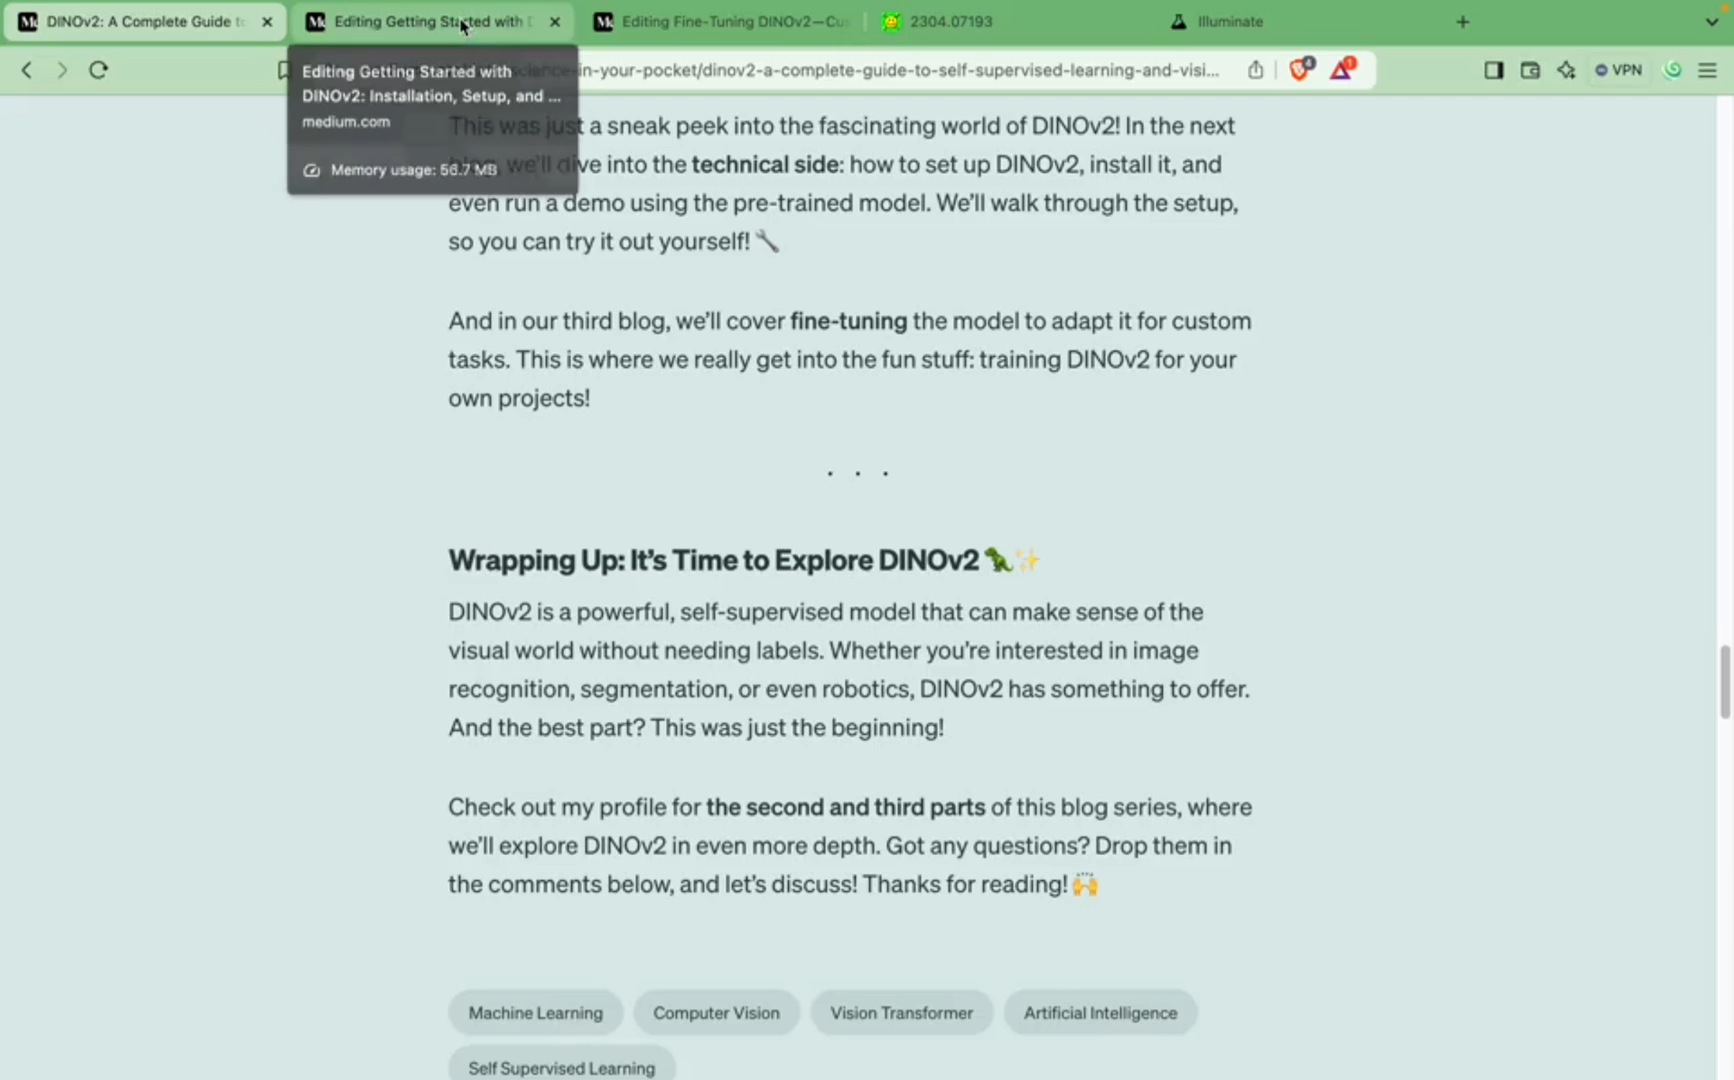 DINOv2: A Complete Guide to
Editing Getting Started with D
Editing Fine-Tuning DINOv2—Cus
2304.07193
Illuminate
Editing Getting Started with
DINOv2: Installation, Setup, and ...
medium.com
Memory usage: 56.7 MB
-in-your-pocket/dinov2-a-complete-guide-to-self-supervised-learning-and-visi...
VPN
This was just a sneak peek into the fascinating world of DINOv2! In the next
we'll dive into the technical side: how to set up DINOv2, install it, and
even run a demo using the pre-trained model. We'll walk through the setup,
so you can try it out yourself! 🔧
And in our third blog, we'll cover fine-tuning the model to adapt it for custom
tasks. This is where we really get into the fun stuff: training DINOv2 for your
own projects!
. . .
Wrapping Up: It's Time to Explore DINOv2 🦖✨
DINOv2 is a powerful, self-supervised model that can make sense of the
visual world without needing labels. Whether you're interested in image
recognition, segmentation, or even robotics, DINOv2 has something to offer.
And the best part? This was just the beginning!
Check out my profile for the second and third parts of this blog series, where
we'll explore DINOv2 in even more depth. Got any questions? Drop them in
the comments below, and let's discuss! Thanks for reading! 🙌
Machine Learning
Computer Vision
Vision Transformer
Artificial Intelligence
Self Supervised Learning